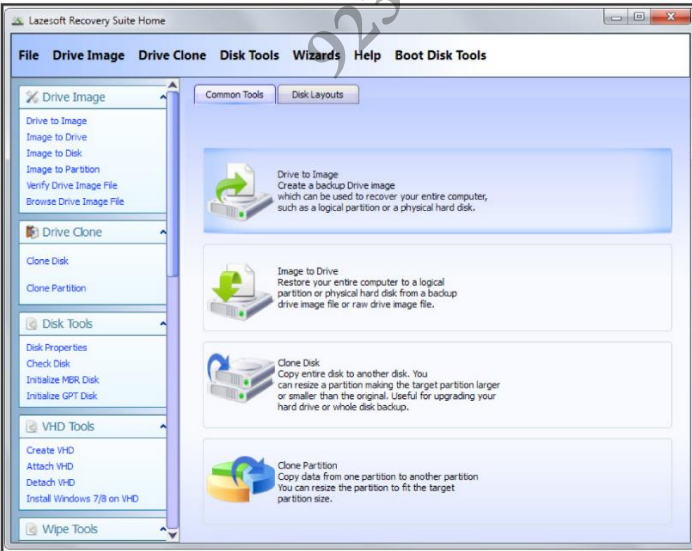 Lazesoft Recovery Suite Home
File Drive Image Drive Clone Disk Tools Wizards Help Boot Disk Tools
Drive Image
Drive to Image
Image to Drive
Image to Disk
Image to Partition
Verify Drive Image File
Browse Drive Image File
Drive Clone
Clone Disk
Clone Partition
Disk Tools
Disk Properties
Check Disk
Initialize MBR Disk
Initialize GPT Disk
VHD Tools
Create VHD
Attach VHD
Detach VHD
Install Windows 7/8 on VHD
Wipe Tools
Common Tools Disk Layouts
Drive to Image
Create a backup Drive image
which can be used to recover your entire computer,
such as a logical partition or a physical hard disk.
Image to Drive
Restore your entire computer to a logical
partition or physical hard disk from a backup
drive image file or raw drive image file.
Clone Disk
Copy entire disk to another disk. You
can resize a partition making the target partition larger
or smaller than the original. Useful for upgrading your
hard drive or whole disk backup.
Clone Partition
Copy data from one partition to another partition
You can resize the partition to fit the target
partition size.